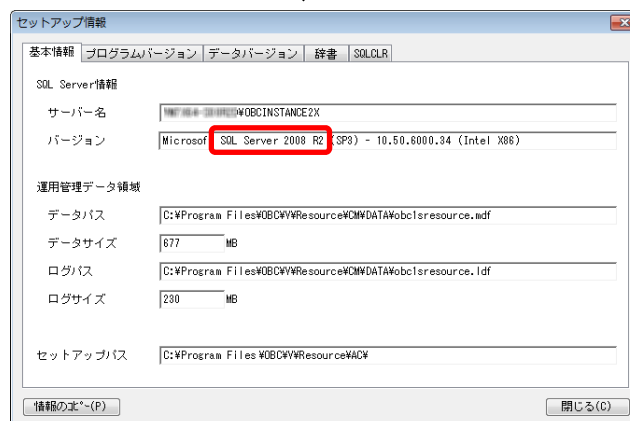 セットアップ情報
基本情報 プログラムバージョン データバージョン 辞書 SQLCLR
SQL Server情報
サーバー名 ¥OBCINSTANCE2X
バージョン Microsof SQL Server 2008 R2 (SP3) - 10.50.6000.34 (Intel X86)
運用管理データ領域
データパス C:¥Program Files¥OBC¥V¥Resource¥CM¥DATA¥obc1sresource.mdf
データサイズ 677 MB
ログパス C:¥Program Files¥OBC¥V¥Resource¥CM¥DATA¥obc1sresource.ldf
ログサイズ 230 MB
セットアップパス C:¥Program Files¥OBC¥V¥Resource¥AC¥
情報のコピー(P) 閉じる(C)